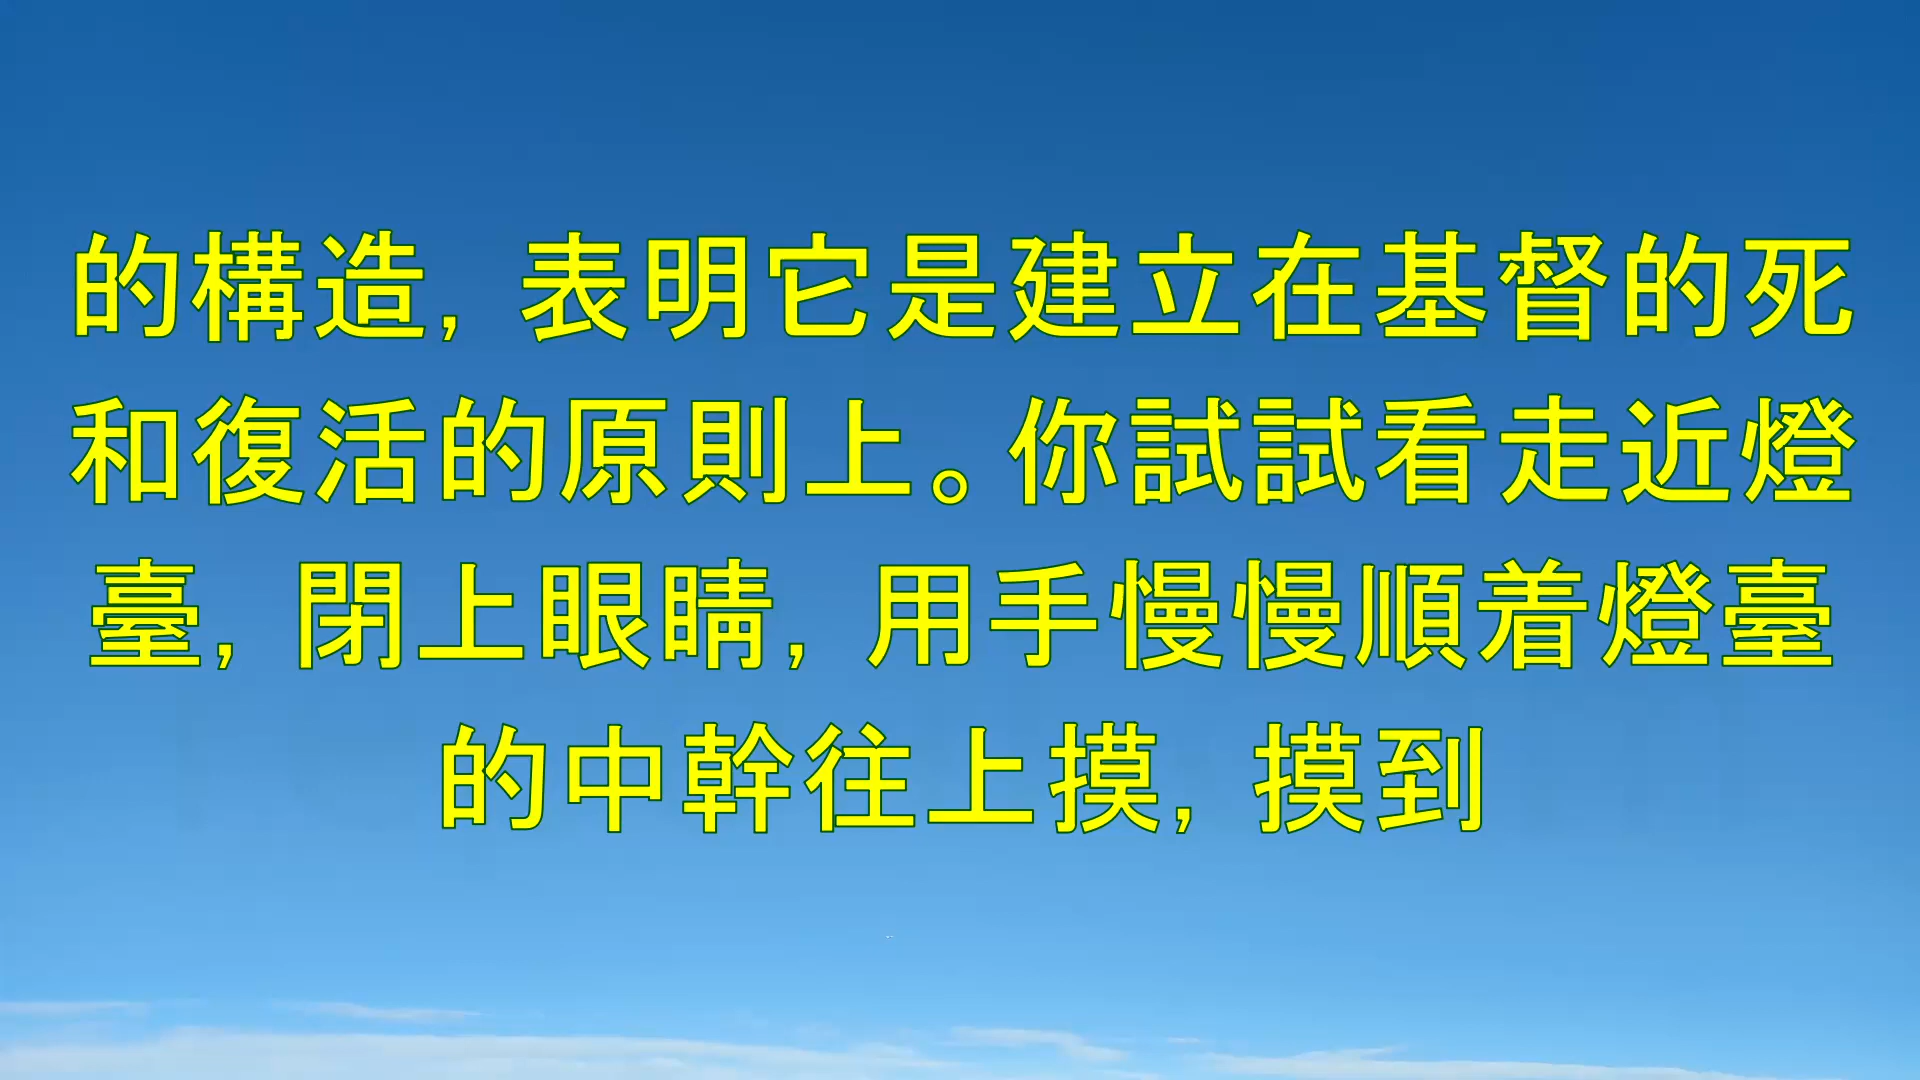 的構造, 表明它是建立在基督的死
和復活的原則上。你試試看走近燈
臺, 閉上眼睛, 用手慢慢順着燈臺
的中幹往上摸, 摸到